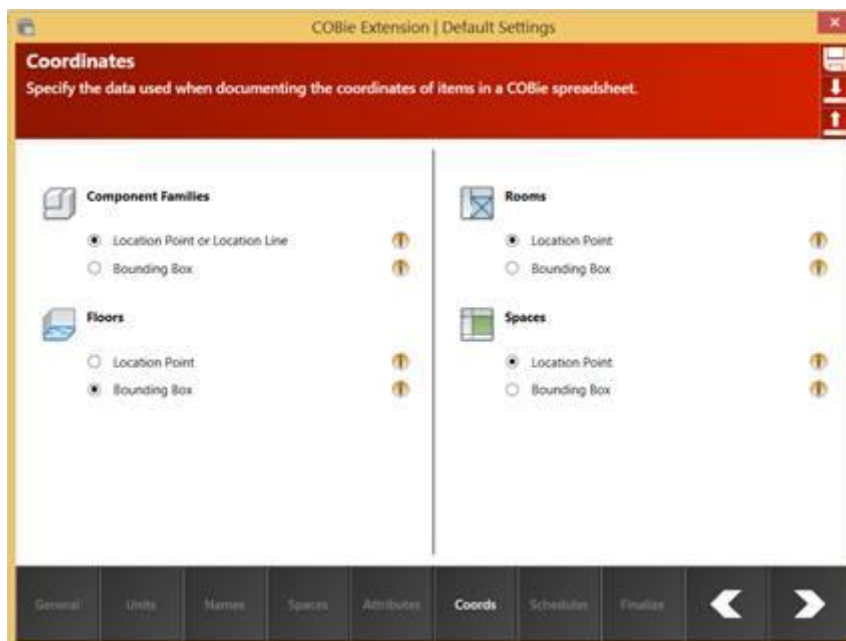 COBie Extension | Default Settings
Coordinates
Specify the data used when documenting the coordinates of items in a COBie spreadsheet.
Component Families
Location Point or Location Line
Bounding Box
Floors
Location Point
Bounding Box
Rooms
Location Point
Bounding Box
Spaces
Location Point
Bounding Box
General Units Names Spaces Attributes Coords Schedules Finalize